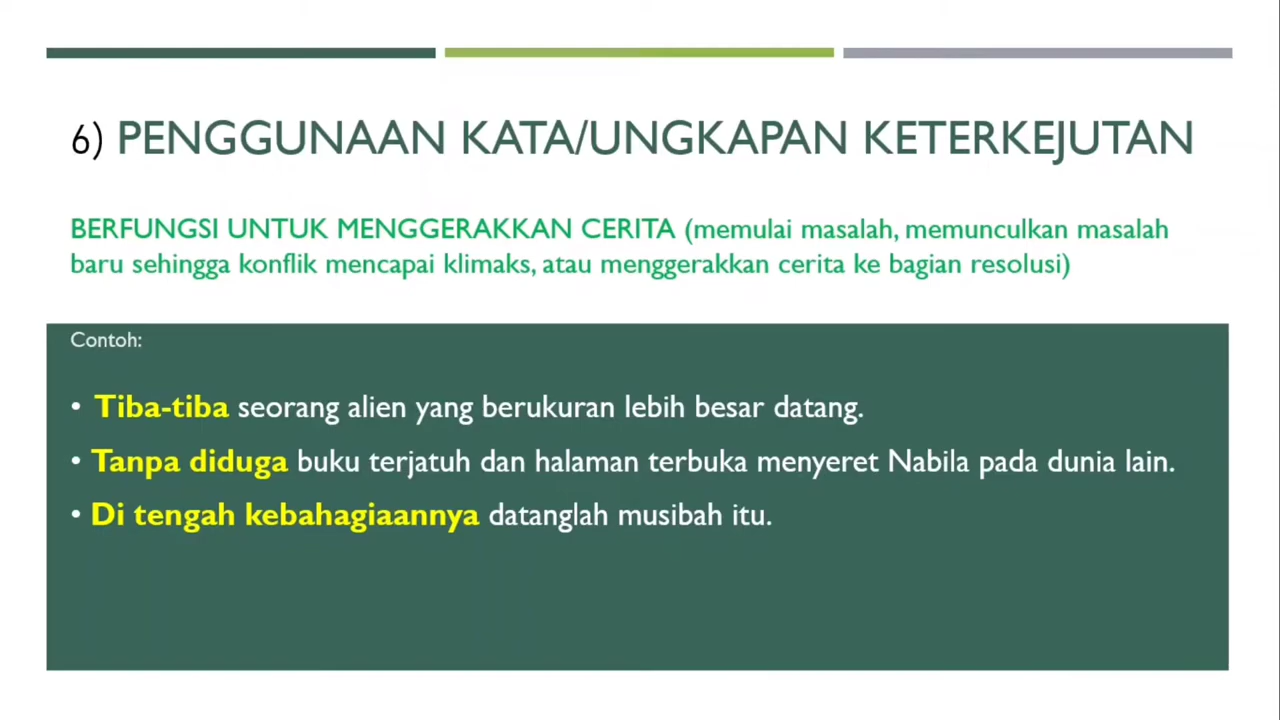 6) PENGGUNAAN KATA/UNGKAPAN KETERKEJUTAN
BERFUNGSI UNTUK MENGGERAKKAN CERITA (memulai masalah, memunculkan masalah
baru sehingga konflik mencapai klimaks, atau menggerakkan cerita ke bagian resolusi)
Contoh:
• Tiba-tiba seorang alien yang berukuran lebih besar datang.
• Tanpa diduga buku terjatuh dan halaman terbuka menyeret Nabila pada dunia lain.
• Di tengah kebahagiaannya datanglah musibah itu.